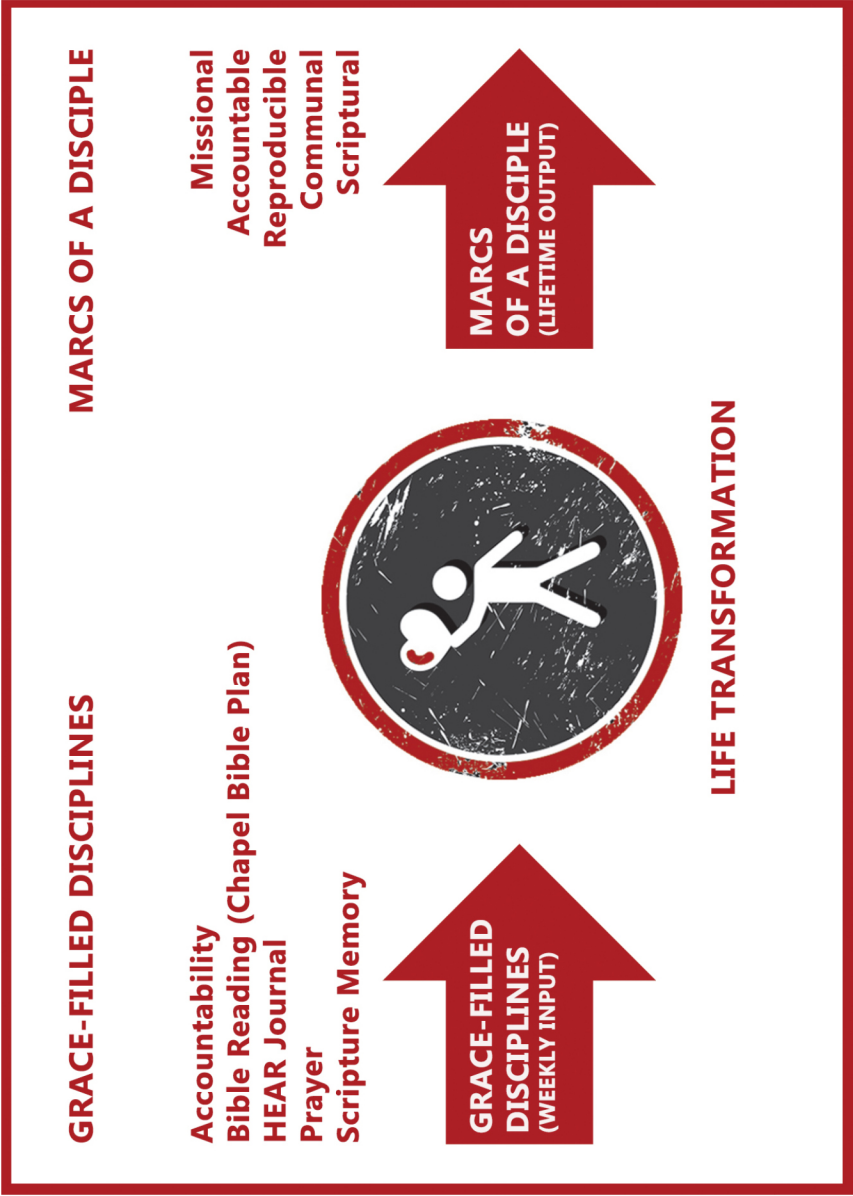 GRACE-FILLED DISCIPLINES
Accountability
Bible Reading (Chapel Bible Plan)
HEAR Journal
Prayer
Scripture Memory
MARCS OF A DISCIPLE
Missional
Accountable
Reproducible
Communal
Scriptural
GRACE-FILLED
DISCIPLINES
(WEEKLY INPUT)
MARCS
OF A DISCIPLE
(LIFETIME OUTPUT)
LIFE TRANSFORMATION